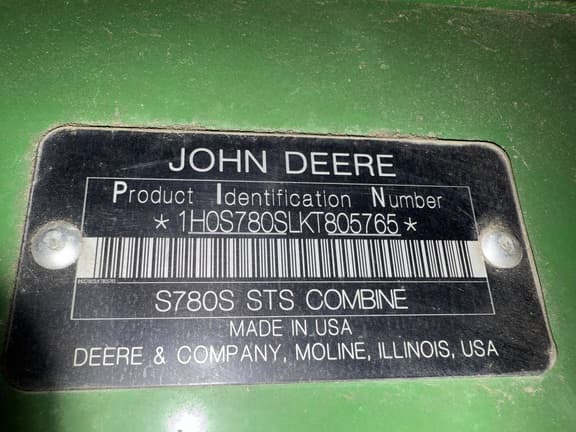 JOHN DEERE
Product Identification Number
*1H0S780SLKT805765*
S780S STS COMBINE
MADE IN USA
DEERE & COMPANY, MOLINE, ILLINOIS, USA